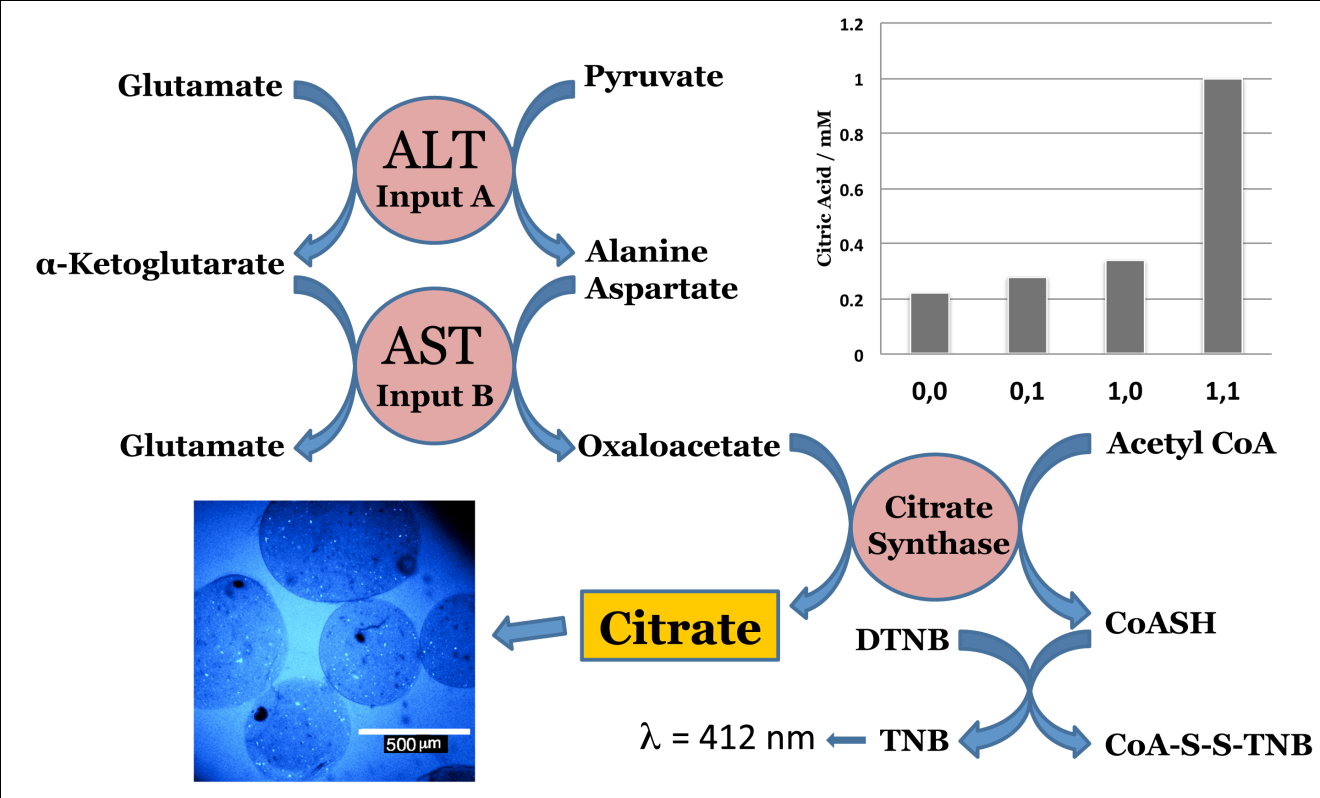 Glutamate
Pyruvate
ALT
Input A
α-Ketoglutarate
Alanine
Aspartate
AST
Input B
Glutamate
Oxaloacetate
Acetyl CoA
Citrate
Synthase
Citrate
CoASH
DTNB
λ = 412 nm
TNB
CoA-S-S-TNB
500 μm
Citric Acid / mM
1.2
1
0.8
0.6
0.4
0.2
0
0,0
0,1
1,0
1,1